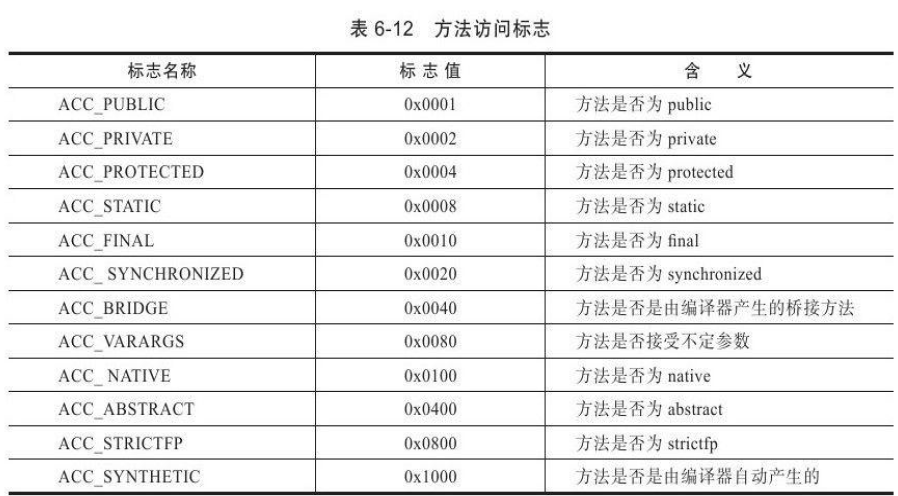 表 6-12 方法访问标志
标志名称 标 志 值 含 义
ACC_PUBLIC 0x0001 方法是否为 public
ACC_PRIVATE 0x0002 方法是否为 private
ACC_PROTECTED 0x0004 方法是否为 protected
ACC_STATIC 0x0008 方法是否为 static
ACC_FINAL 0x0010 方法是否为 final
ACC_ SYNCHRONIZED 0x0020 方法是否为 synchronized
ACC_BRIDGE 0x0040 方法是否是由编译器产生的桥接方法
ACC_VARARGS 0x0080 方法是否接受不定参数
ACC_ NATIVE 0x0100 方法是否为 native
ACC_ABSTRACT 0x0400 方法是否为 abstract
ACC_STRICTFP 0x0800 方法是否为 strictfp
ACC_SYNTHETIC 0x1000 方法是否是由编译器自动产生的